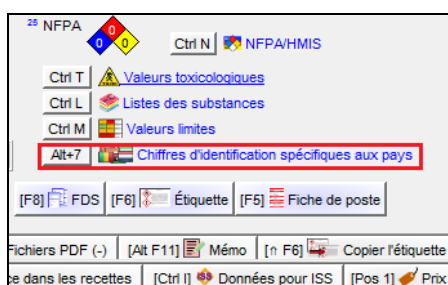 25 NFPA 0 0 0 Ctrl N NFPA/HMIS
Ctrl T Valeurs toxicologiques
Ctrl L Listes des substances
Ctrl M Valeurs limites
Alt+7 Chiffres d'identification spécifiques aux pays
[F8] FDS [F6] Étiquette [F5] Fiche de poste
Fichiers PDF (-) [Alt F11] Mémo [⇑ F6] Copier l'étiquette
ce dans les recettes [Ctrl I] Données pour ISS [Pos 1] Prix